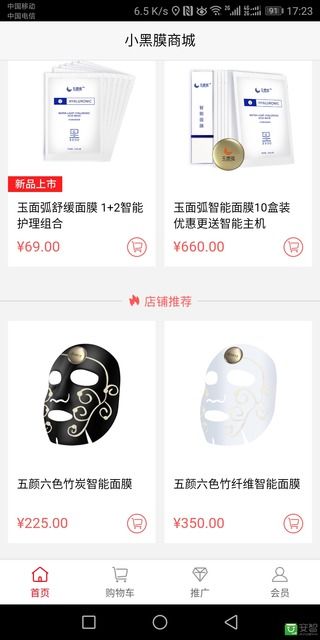 中国移动
中国电信
6.5 K/s
91
17:23
小黑膜商城
HYALURONIC
HYALURONIC
新品上市
玉面弧舒缓面膜 1+2智能
护理组合
¥69.00
玉面弧智能面膜10盒装
优惠更送智能主机
¥660.00
店铺推荐
五颜六色竹炭智能面膜
¥225.00
五颜六色竹纤维智能面膜
¥350.00
首页
购物车
推广
会员
安智